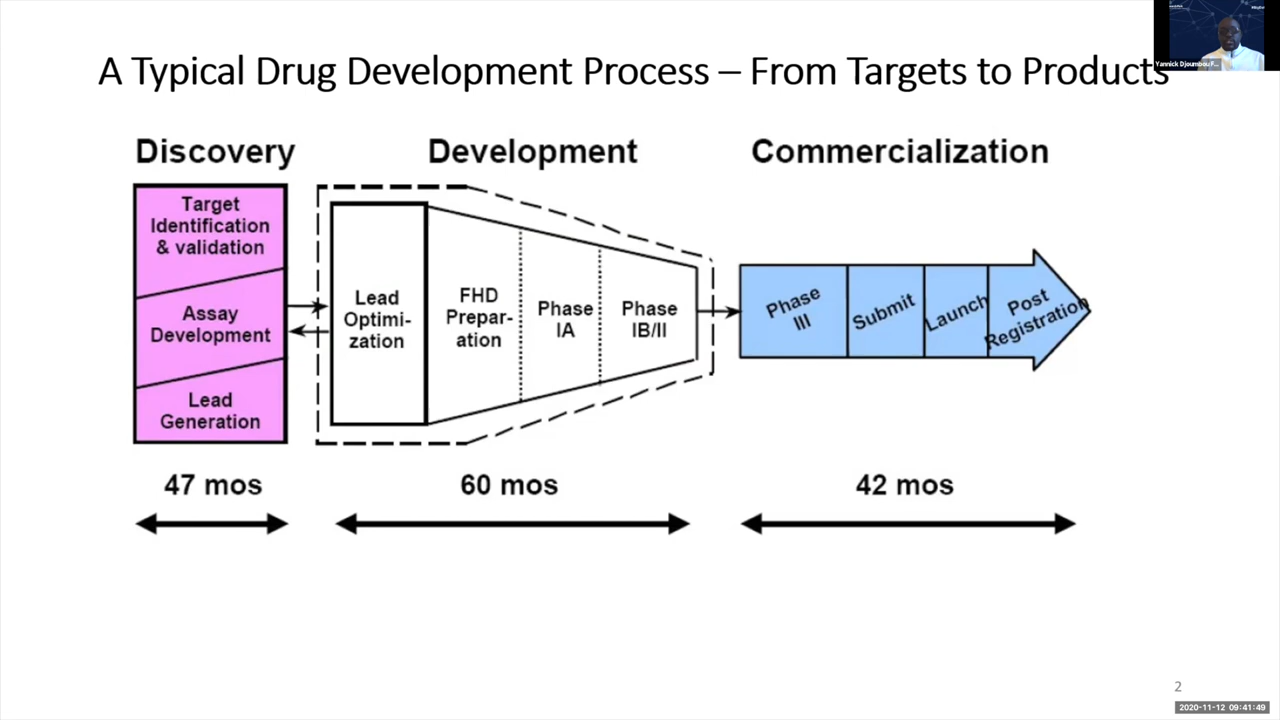 A Typical Drug Development Process – From Targets to Products
Yannick Djoumbou F...
Discovery
Development
Commercialization
Target
Identification
& validation
Assay
Development
Lead
Generation
Lead
Optimi-
zation
FHD
Prepar-
ation
Phase
IA
Phase
IB/II
Phase
III
Submit
Launch
Post
Registration
47 mos
60 mos
42 mos
2
2020-11-12 09:41:49